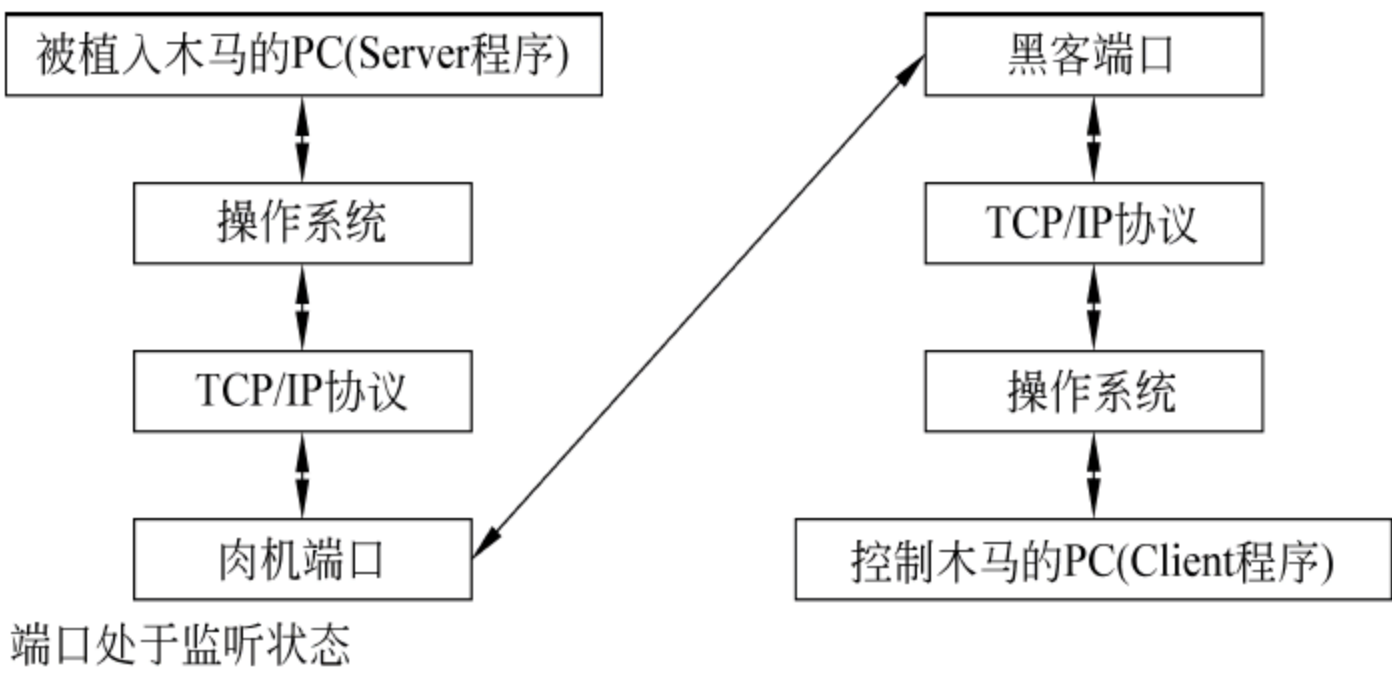 被植入木马的PC(Server程序)
操作系统
TCP/IP协议
肉机端口
端口处于监听状态
黑客端口
TCP/IP协议
操作系统
控制木马的PC(Client程序)